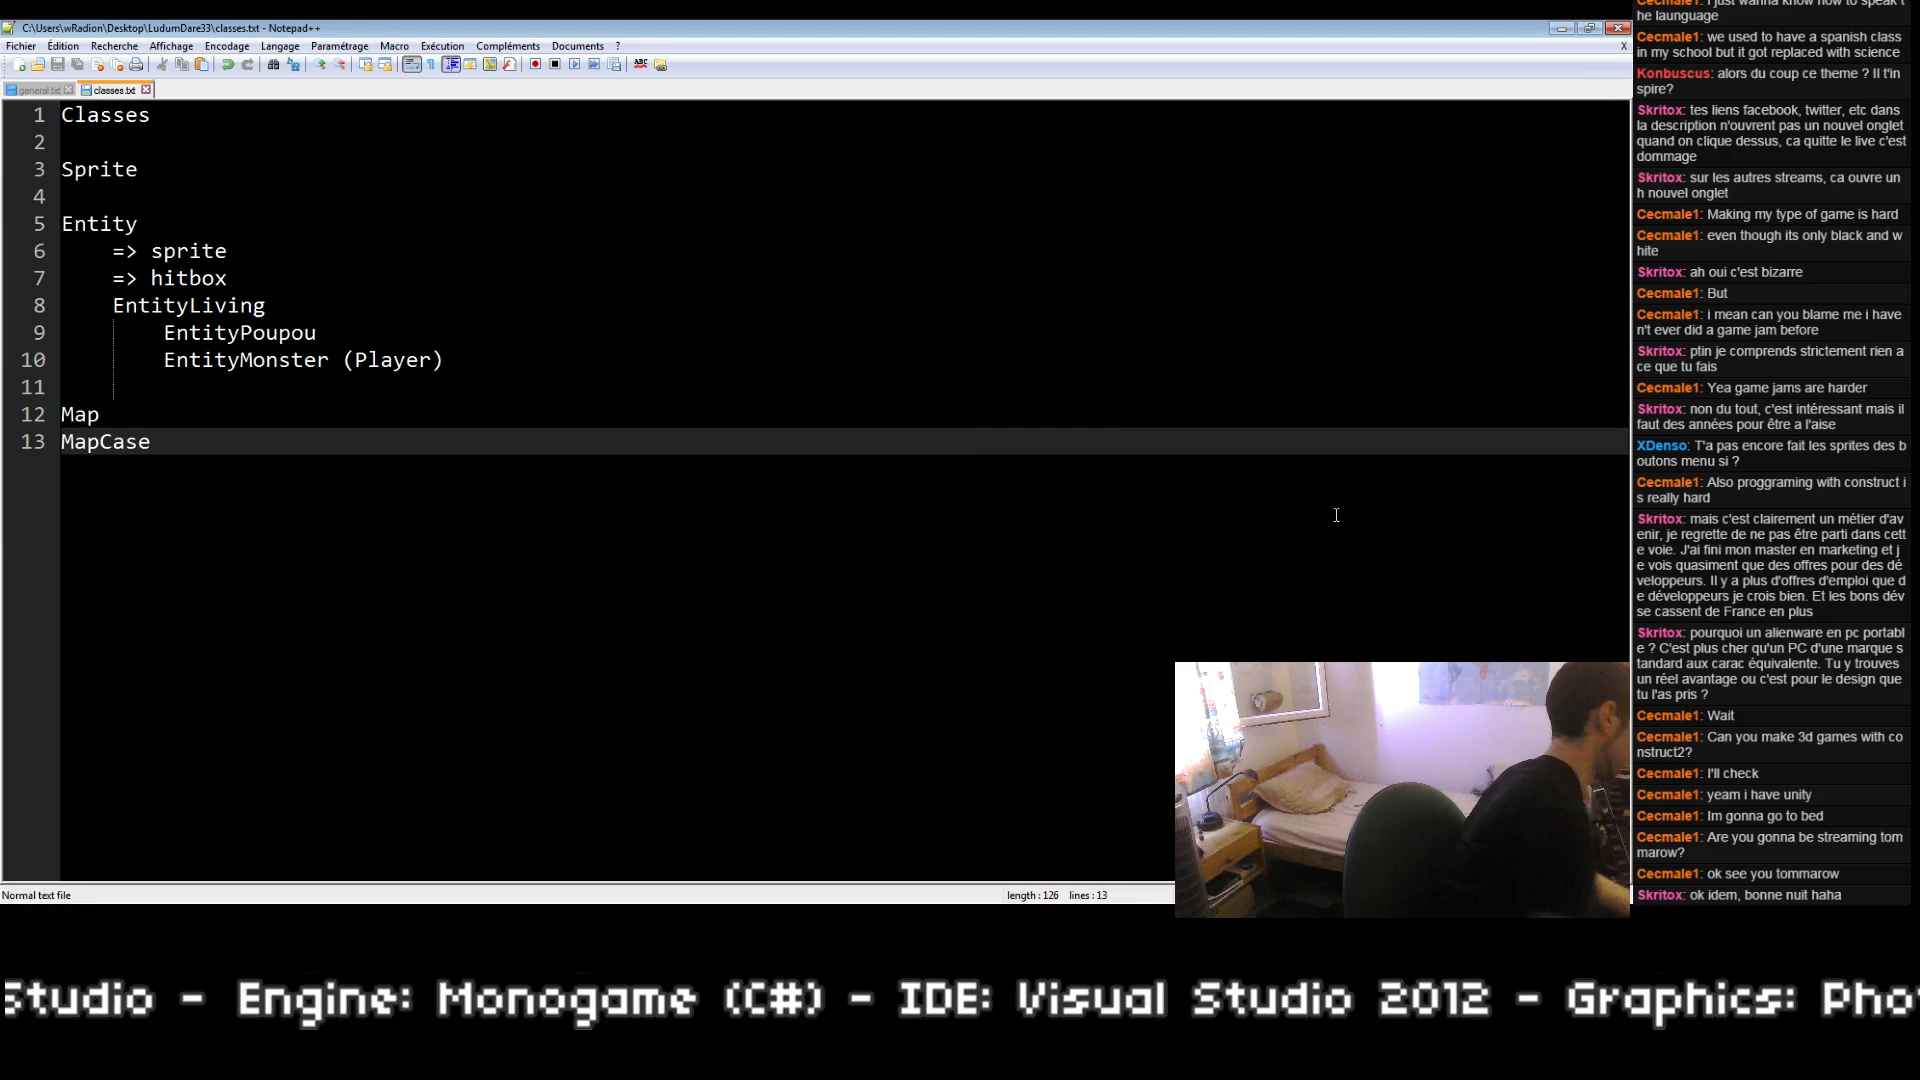 C:\Users\wRadion\Desktop\LudumDare33\classes.txt - Notepad++
Fichier Édition Recherche Affichage Encodage Langage Paramétrage Macro Exécution Compléments Documents ? X
general.txt classes.txt
1 Classes
2
3 Sprite
4
5 Entity
6 => sprite
7 => hitbox
8 EntityLiving
9 EntityPoupou
10 EntityMonster (Player)
11
12 Map
13 MapCase
Normal text file length : 126 lines : 13
he launguage
Cecmale1: we used to have a spanish class
in my school but it got replaced with science
Konbuscus: alors du coup ce theme ? Il t'in
spire?
Skritox: tes liens facebook, twitter, etc dans
la description n'ouvrent pas un nouvel onglet
quand on clique dessus, ca quitte le live c'est
dommage
Skritox: sur les autres streams, ca ouvre un
h nouvel onglet
Cecmale1: Making my type of game is hard
Cecmale1: even though its only black and w
hite
Skritox: ah oui c'est bizarre
Cecmale1: But
Cecmale1: i mean can you blame me i have
n't ever did a game jam before
Skritox: ptin je comprends strictement rien a
ce que tu fais
Cecmale1: Yea game jams are harder
Skritox: non du tout, c'est intéressant mais il
faut des années pour être a l'aise
XDenso: T'a pas encore fait les sprites des b
outons menu si ?
Cecmale1: Also proggraming with construct i
s really hard
Skritox: mais c'est clairement un métier d'av
enir, je regrette de ne pas être parti dans cett
e voie. J'ai fini mon master en marketing et j
e vois quasiment que des offres pour des dé
veloppeurs. Il y a plus d'offres d'emploi que d
e développeurs je crois bien. Et les bons dév
se cassent de France en plus
Skritox: pourquoi un alienware en pc portabl
e ? C'est plus cher qu'un PC d'une marque s
tandard aux carac équivalente. Tu y trouves
un réel avantage ou c'est pour le design que
tu l'as pris ?
Cecmale1: Wait
Cecmale1: Can you make 3d games with co
nstruct2?
Cecmale1: I'll check
Cecmale1: yeam i have unity
Cecmale1: Im gonna go to bed
Cecmale1: Are you gonna be streaming tom
marow?
Cecmale1: ok see you tommarow
Skritox: ok idem, bonne nuit haha
Studio - Engine: Monogame (C#) - IDE: Visual Studio 2012 - Graphics: Pho